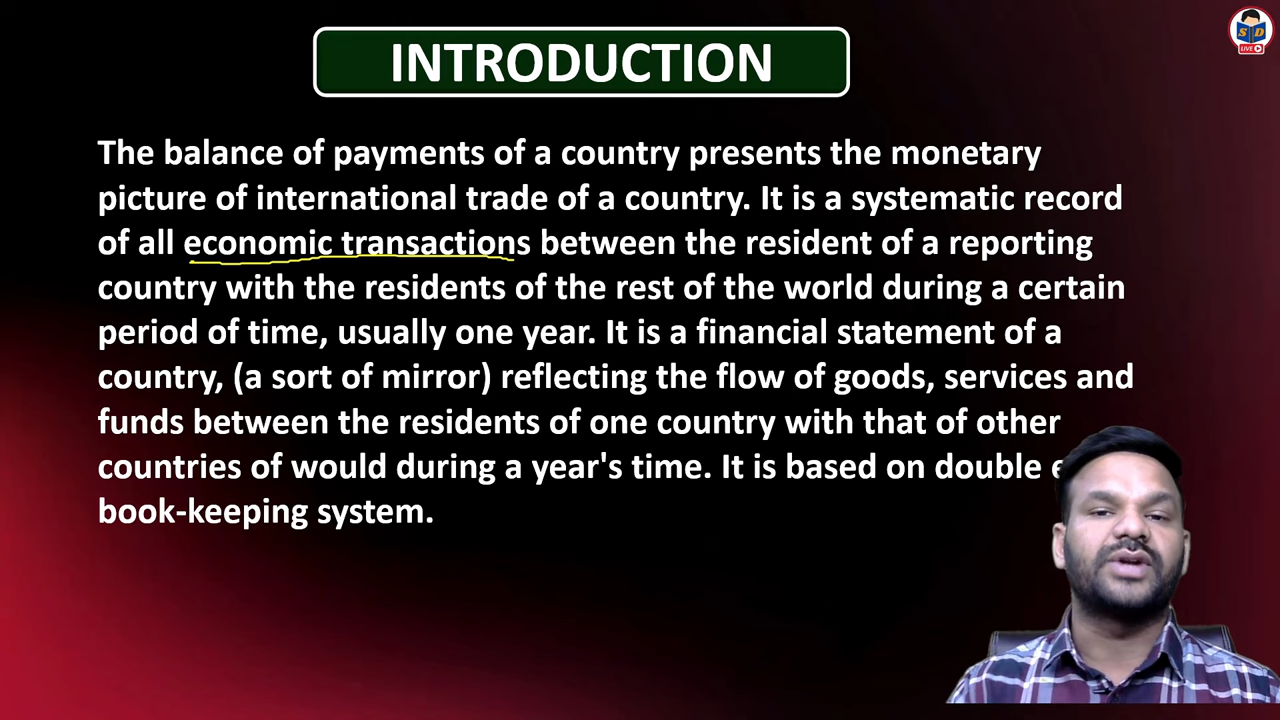 INTRODUCTION
The balance of payments of a country presents the monetary
picture of international trade of a country. It is a systematic record
of all economic transactions between the resident of a reporting
country with the residents of the rest of the world during a certain
period of time, usually one year. It is a financial statement of a
country, (a sort of mirror) reflecting the flow of goods, services and
funds between the residents of one country with that of other
countries of would during a year's time. It is based on double
book-keeping system.
S D
LIVE